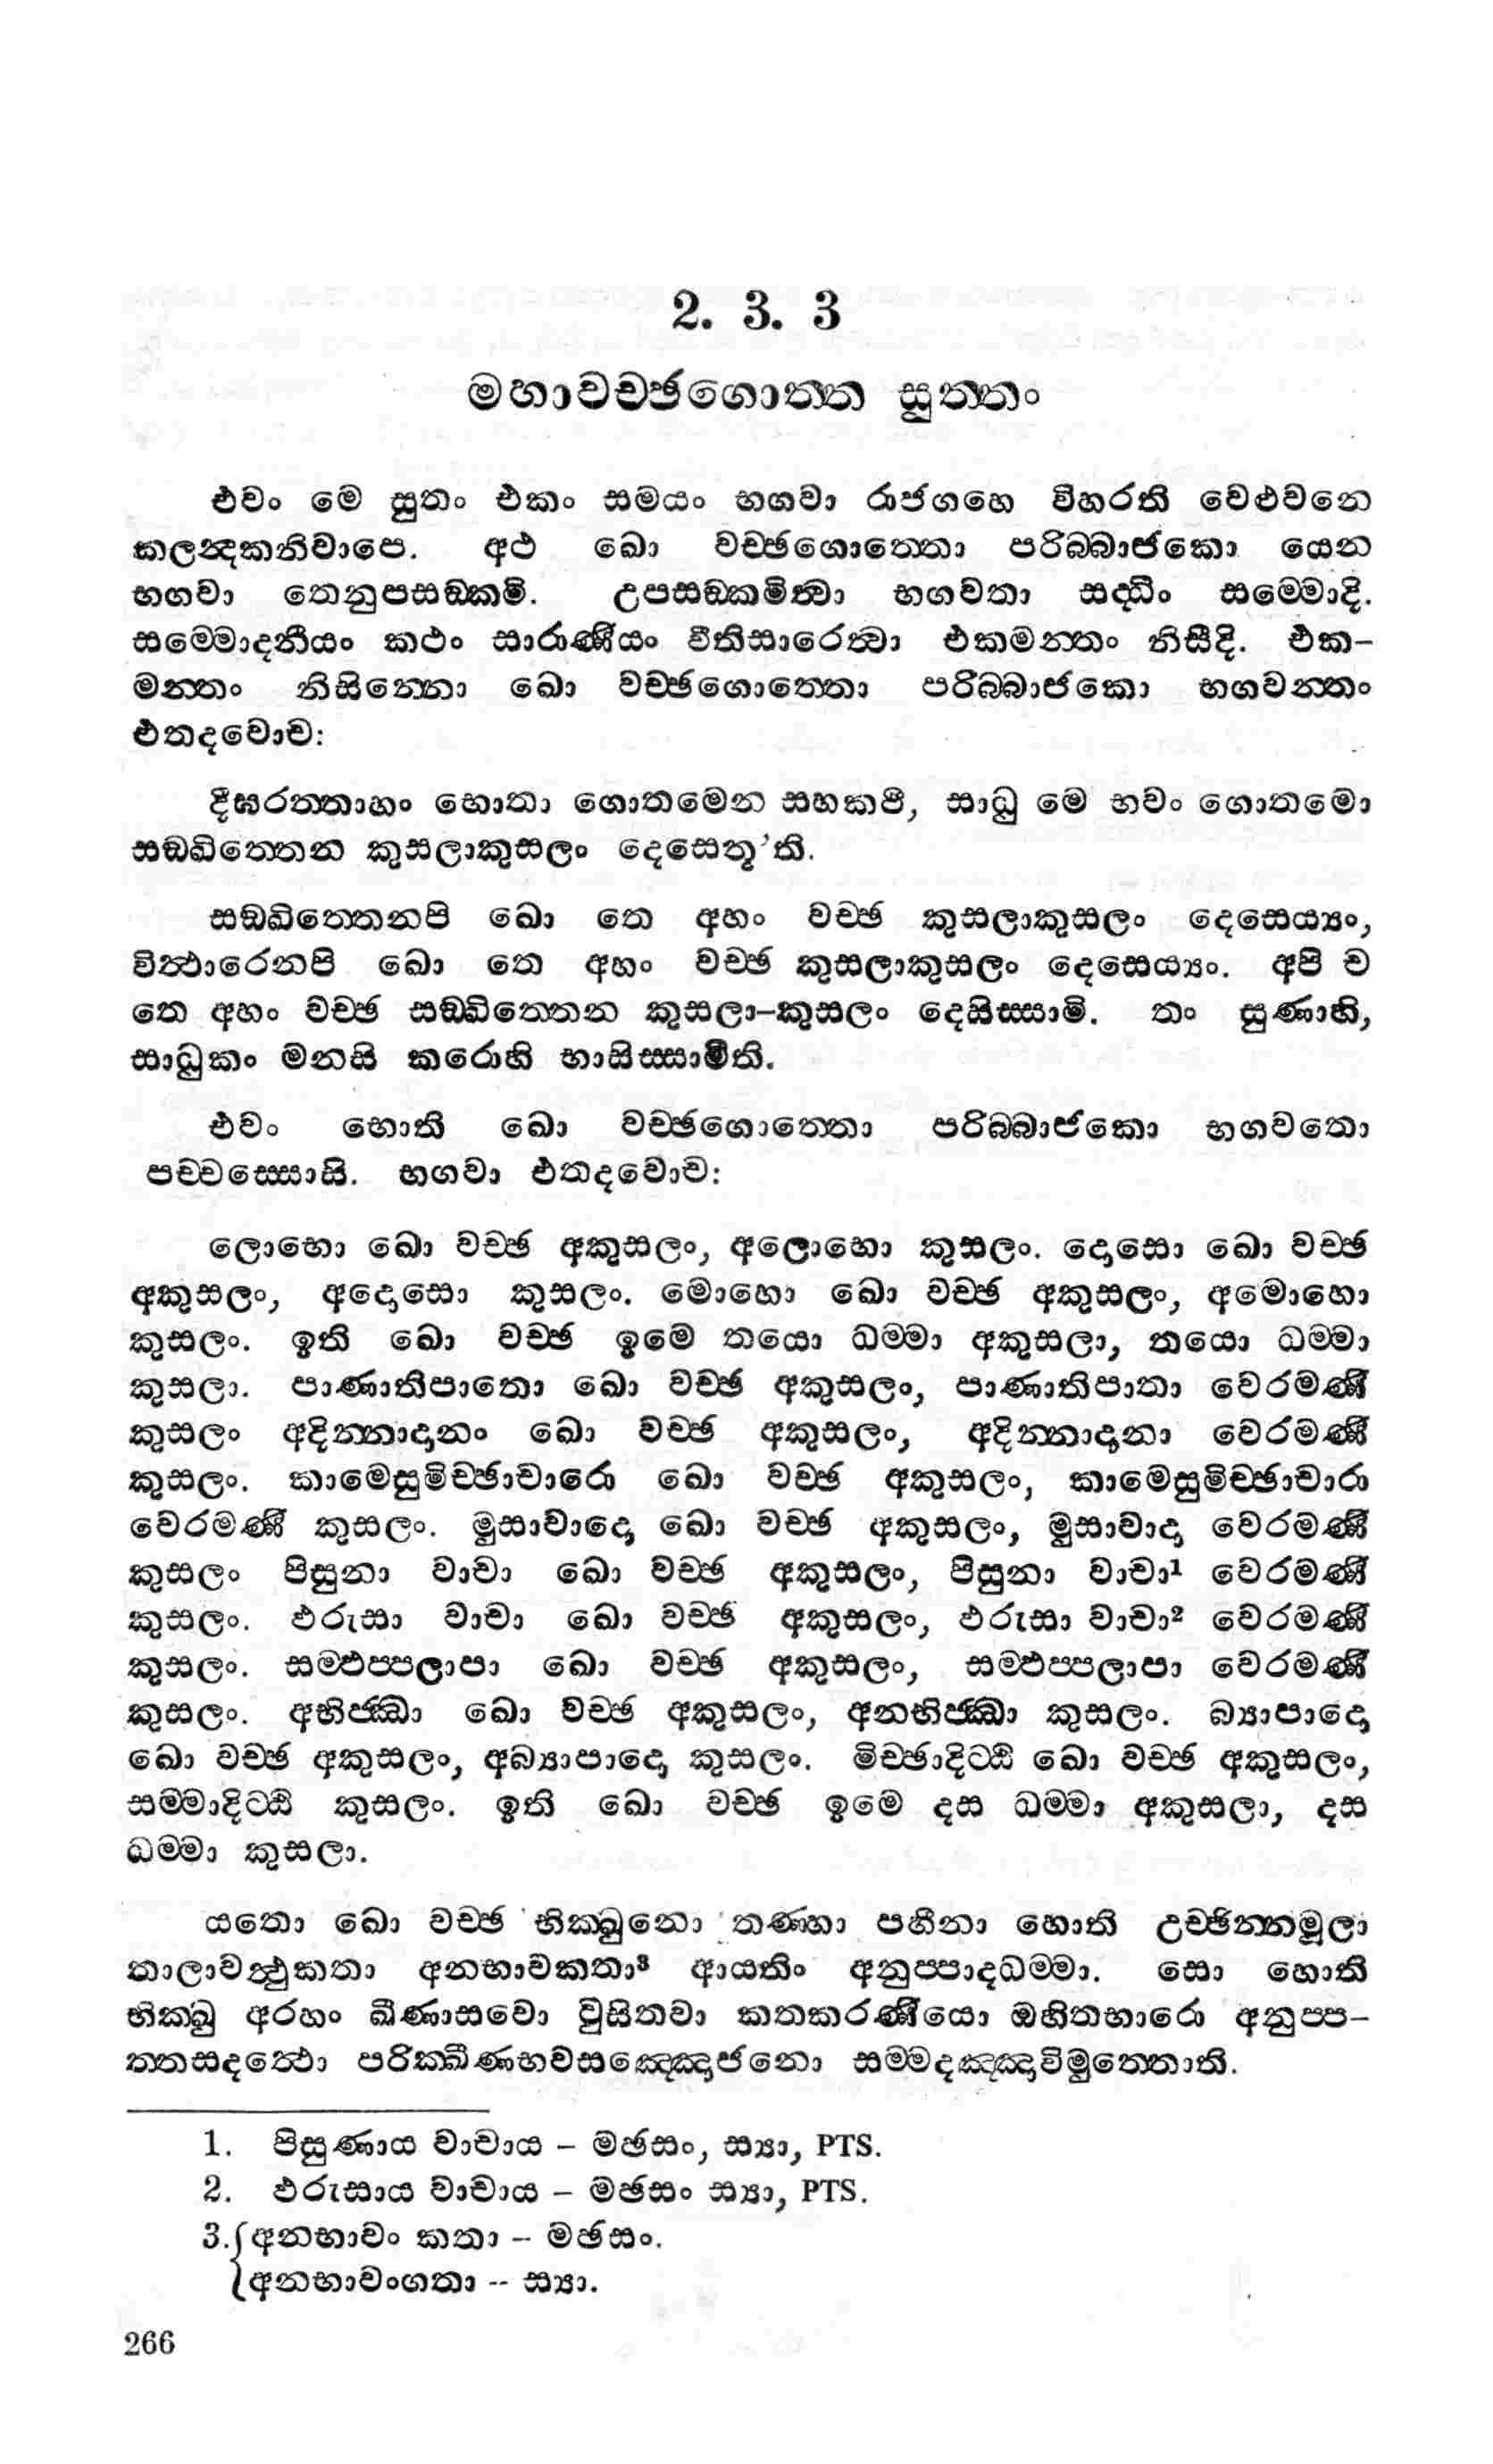 2. 3. 3
මහාවච්ඡගොත්ත සුත්තං
එවං මෙ සුතං එකං සමයං භගවා රාජගහෙ විහරති වෙළුවනෙ
කලන්දකනිවාපෙ. අථ ඛො වච්ඡගොත්තො පරිබ්බාජකො යෙන
භගවා තෙනුපසඞ්කමි. උපසඞ්කමිත්වා භගවතා සද්ධිං සම්මොදි.
සම්මොදනීයං කථං සාරාණීයං වීතිසාරෙත්වා එකමන්තං නිසීදි. එක-
මන්තං නිසින්නො ඛො වච්ඡගොත්තො පරිබ්බාජකො භගවන්තං
එතදවොච:
දීඝරත්තාහං භොතා ගොතමෙන සහකථී, සාධු මෙ භවං ගොතමො
සඞ්ඛිත්තෙන කුසලාකුසලං දෙසෙතූ'ති.
සඞ්ඛිත්තෙනපි ඛො තෙ අහං වච්ඡ කුසලාකුසලං දෙසෙය්‍යං,
විත්ථාරෙනපි ඛො තෙ අහං වච්ඡ කුසලාකුසලං දෙසෙය්‍යං. අපි ච
තෙ අහං වච්ඡ සඞ්ඛිත්තෙන කුසලා-කුසලං දෙසිස්සාමි. තං සුණාහි,
සාධුකං මනසි කරොහි භාසිස්සාමීති.
එවං භොති ඛො වච්ඡගොත්තො පරිබ්බාජකො භගවතො
පච්චස්සොසි. භගවා එතදවොච:
ලොභො ඛො වච්ඡ අකුසලං, අලොභො කුසලං. දොසො ඛො වච්ඡ
අකුසලං, අදොසො කුසලං. මොහො ඛො වච්ඡ අකුසලං, අමොහො
කුසලං. ඉති ඛො වච්ඡ ඉමෙ තයො ධම්මා අකුසලා, තයො ධම්මා
කුසලා. පාණාතිපාතො ඛො වච්ඡ අකුසලං, පාණාතිපාතා වෙරමණී
කුසලං අදින්නාදානං ඛො වච්ඡ අකුසලං, අදින්නාදානා වෙරමණී
කුසලං. කාමෙසුමිච්ඡාචාරො ඛො වච්ඡ අකුසලං, කාමෙසුමිච්ඡාචාරා
වෙරමණී කුසලං. මුසාවාදො ඛො වච්ඡ අකුසලං, මුසාවාදා වෙරමණී
කුසලං පිසුනා වාචා ඛො වච්ඡ අකුසලං, පිසුනා වාචා¹ වෙරමණී
කුසලං. ඵරුසා වාචා ඛො වච්ඡ අකුසලං, ඵරුසා වාචා² වෙරමණී
කුසලං. සම්ඵප්පලාපා ඛො වච්ඡ අකුසලං, සම්ඵප්පලාපා වෙරමණී
කුසලං. අභිජ්ඣා ඛො වච්ඡ අකුසලං, අනභිජ්ඣා කුසලං. බ්‍යාපාදො
ඛො වච්ඡ අකුසලං, අබ්‍යාපාදො කුසලං. මිච්ඡාදිට්ඨි ඛො වච්ඡ අකුසලං,
සම්මාදිට්ඨි කුසලං. ඉති ඛො වච්ඡ ඉමෙ දස ධම්මා අකුසලා, දස
ධම්මා කුසලා.
යතො ඛො වච්ඡ භික්ඛුනො තණ්හා පහීනා හොති උච්ඡින්නමූලා
තාලාවත්ථුකතා අනභාවකතා³ ආයතිං අනුප්පාදධම්මා. සො හොති
භික්ඛු අරහං ඛීණාසවො වුසිතවා කතකරණීයො ඔහිතභාරො අනුප්ප-
ත්තසදත්ථො පරික්ඛීණභවසඤ්ඤොජනො සම්මදඤ්ඤාවිමුත්තොති.
1. පිසුණාය වාචාය - මඡසං, ස්‍යා, PTS.
2. ඵරුසාය වාචාය - මඡසං ස්‍යා, PTS.
3.{අනභාවං කතා - මඡසං.
{අනභාවංගතා -- ස්‍යා.
266